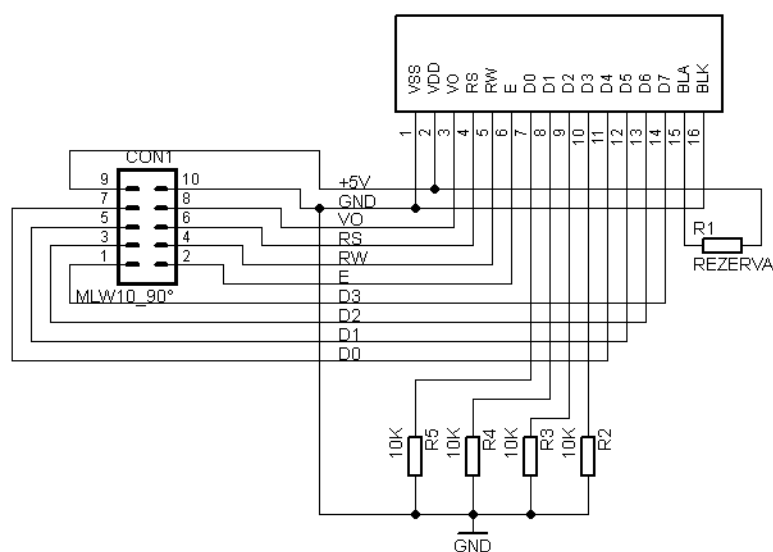 VSS VDD VO RS RW E D0 D1 D2 D3 D4 D5 D6 D7 BLA BLK
1 2 3 4 5 6 7 8 9 10 11 12 13 14 15 16
CON1
9 10
7 8
5 6
3 4
1 2
MLW10_90°
+5V
GND
VO
RS
RW
E
D3
D2
D1
D0
R1
REZERVA
10K R5 10K R4 10K R3 10K R2
GND